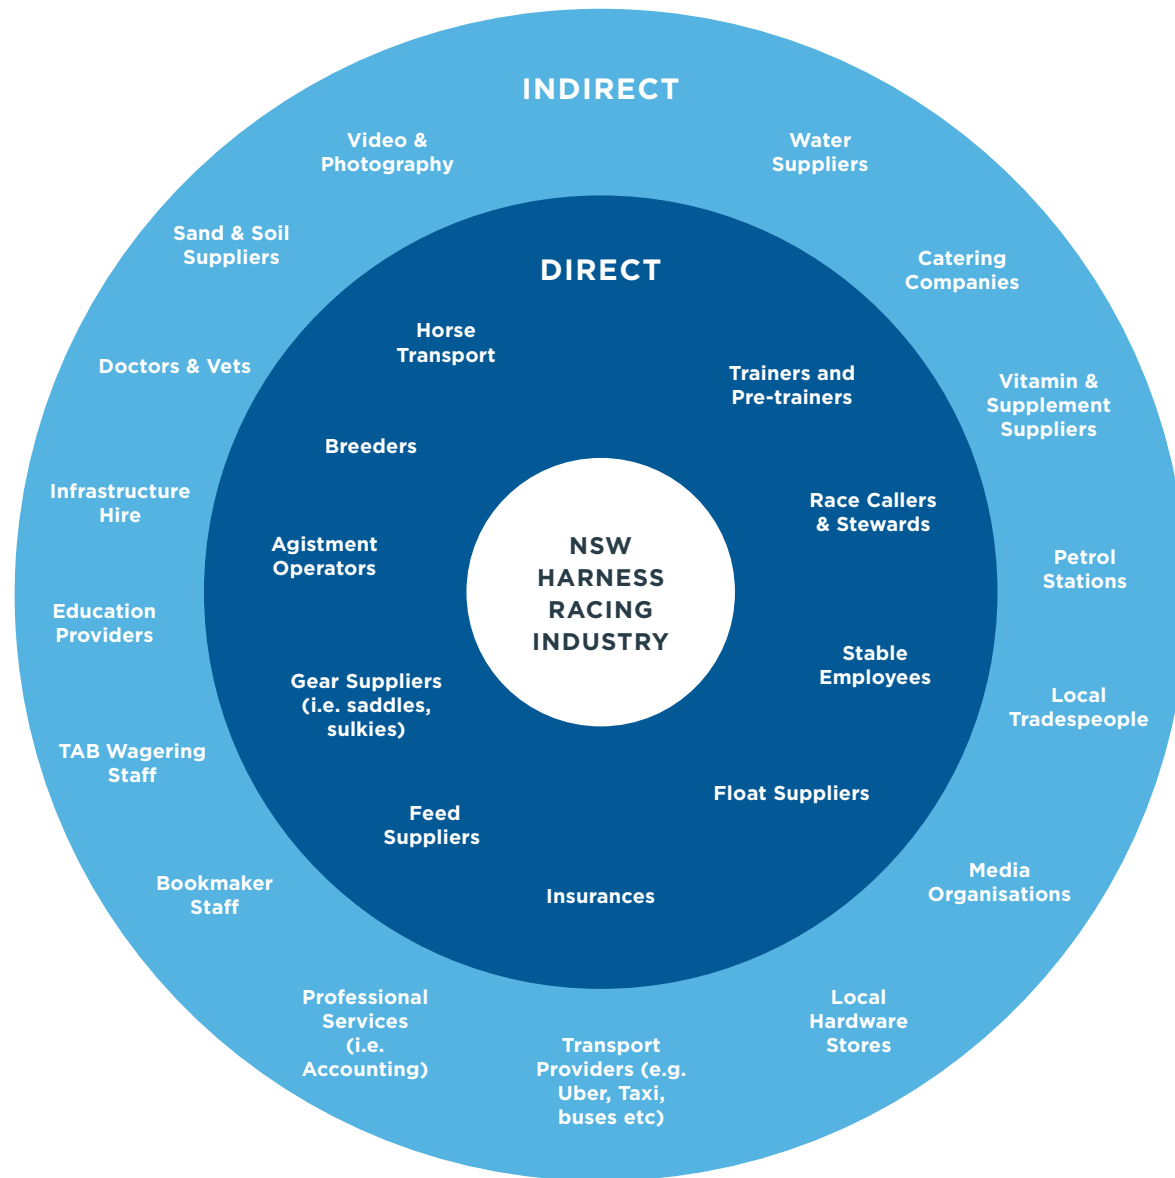 INDIRECT
Video &
Photography
Water
Suppliers
Sand & Soil
Suppliers
Catering
Companies
Doctors & Vets
Vitamin &
Supplement
Suppliers
Infrastructure
Hire
Petrol
Stations
Education
Providers
Local
Tradespeople
TAB Wagering
Staff
Media
Organisations
Bookmaker
Staff
Professional
Services
(i.e.
Accounting)
Transport
Providers (e.g.
Uber, Taxi,
buses etc)
Local
Hardware
Stores
DIRECT
Horse
Transport
Trainers and
Pre-trainers
Breeders
Race Callers
& Stewards
Agistment
Operators
Stable
Employees
Gear Suppliers
(i.e. saddles,
sulkies)
Float Suppliers
Feed
Suppliers
Insurances
NSW
HARNESS
RACING
INDUSTRY